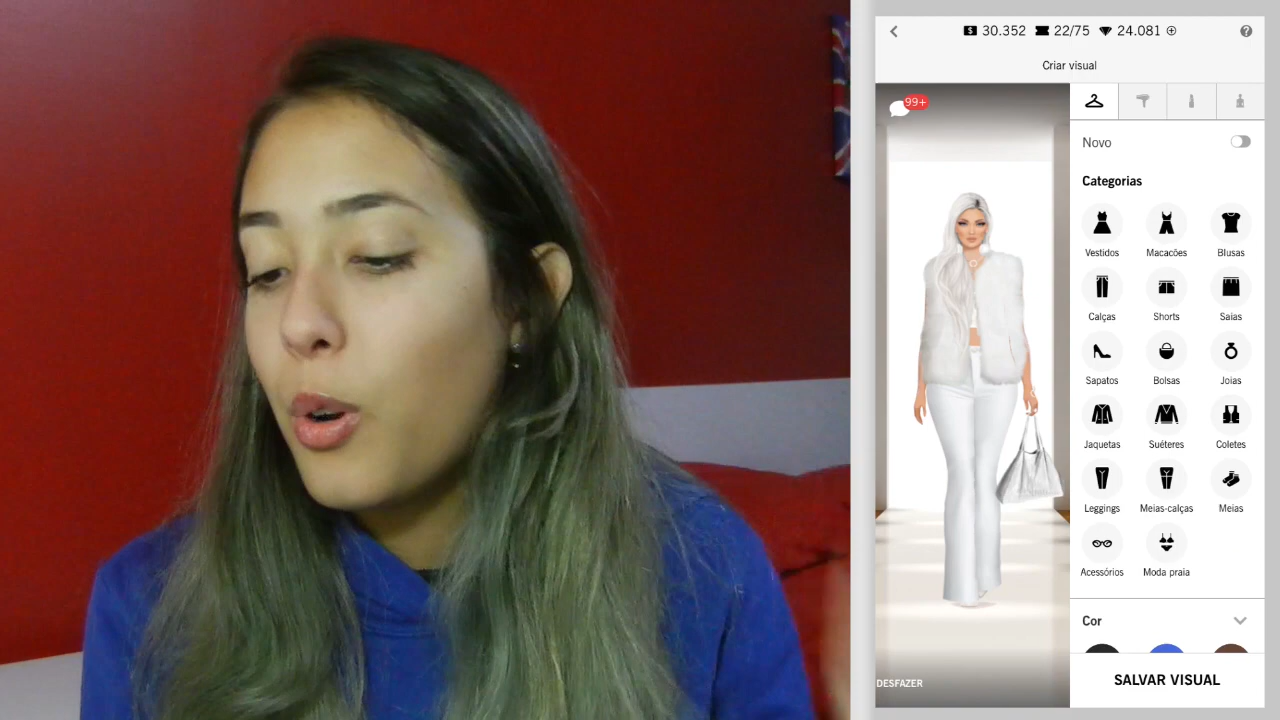 30.352 22/75 24.081
Criar visual
99+
Novo
Categorias
Vestidos Macacões Blusas
Calças Shorts Saias
Sapatos Bolsas Joias
Jaquetas Suéteres Coletes
Leggings Meias-calças Meias
Acessórios Moda praia
Cor
DESFAZER
SALVAR VISUAL